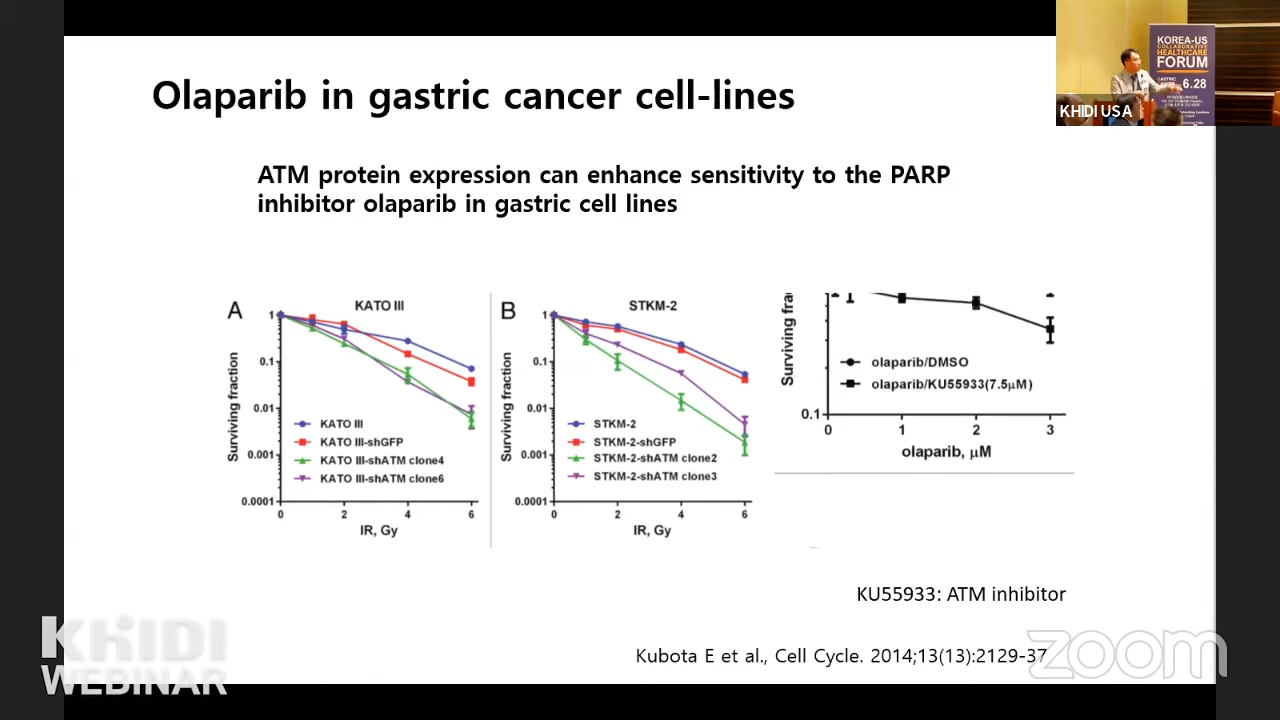 Olaparib in gastric cancer cell-lines
KOREA-US
COLLABORATIVE
HEALTHCARE
FORUM
GASTRIC
6.28
KHIDI USA
ATM protein expression can enhance sensitivity to the PARP
inhibitor olaparib in gastric cell lines
A
KATO III
Surviving fraction
1
0.1
0.01
0.001
0.0001
KATO III
KATO III-shGFP
KATO III-shATM clone4
KATO III-shATM clone6
0 2 4 6
IR, Gy
B
STKM-2
Surviving fraction
1
0.1
0.01
0.001
0.0001
STKM-2
STKM-2-shGFP
STKM-2-shATM clone2
STKM-2-shATM clone3
0 2 4 6
IR, Gy
Surviving fra
olaparib/DMSO
olaparib/KU55933(7.5μM)
0.1
0 1 2 3
olaparib, μM
KU55933: ATM inhibitor
Kubota E et al., Cell Cycle. 2014;13(13):2129-37
KHIDI
WEBINAR
zoom